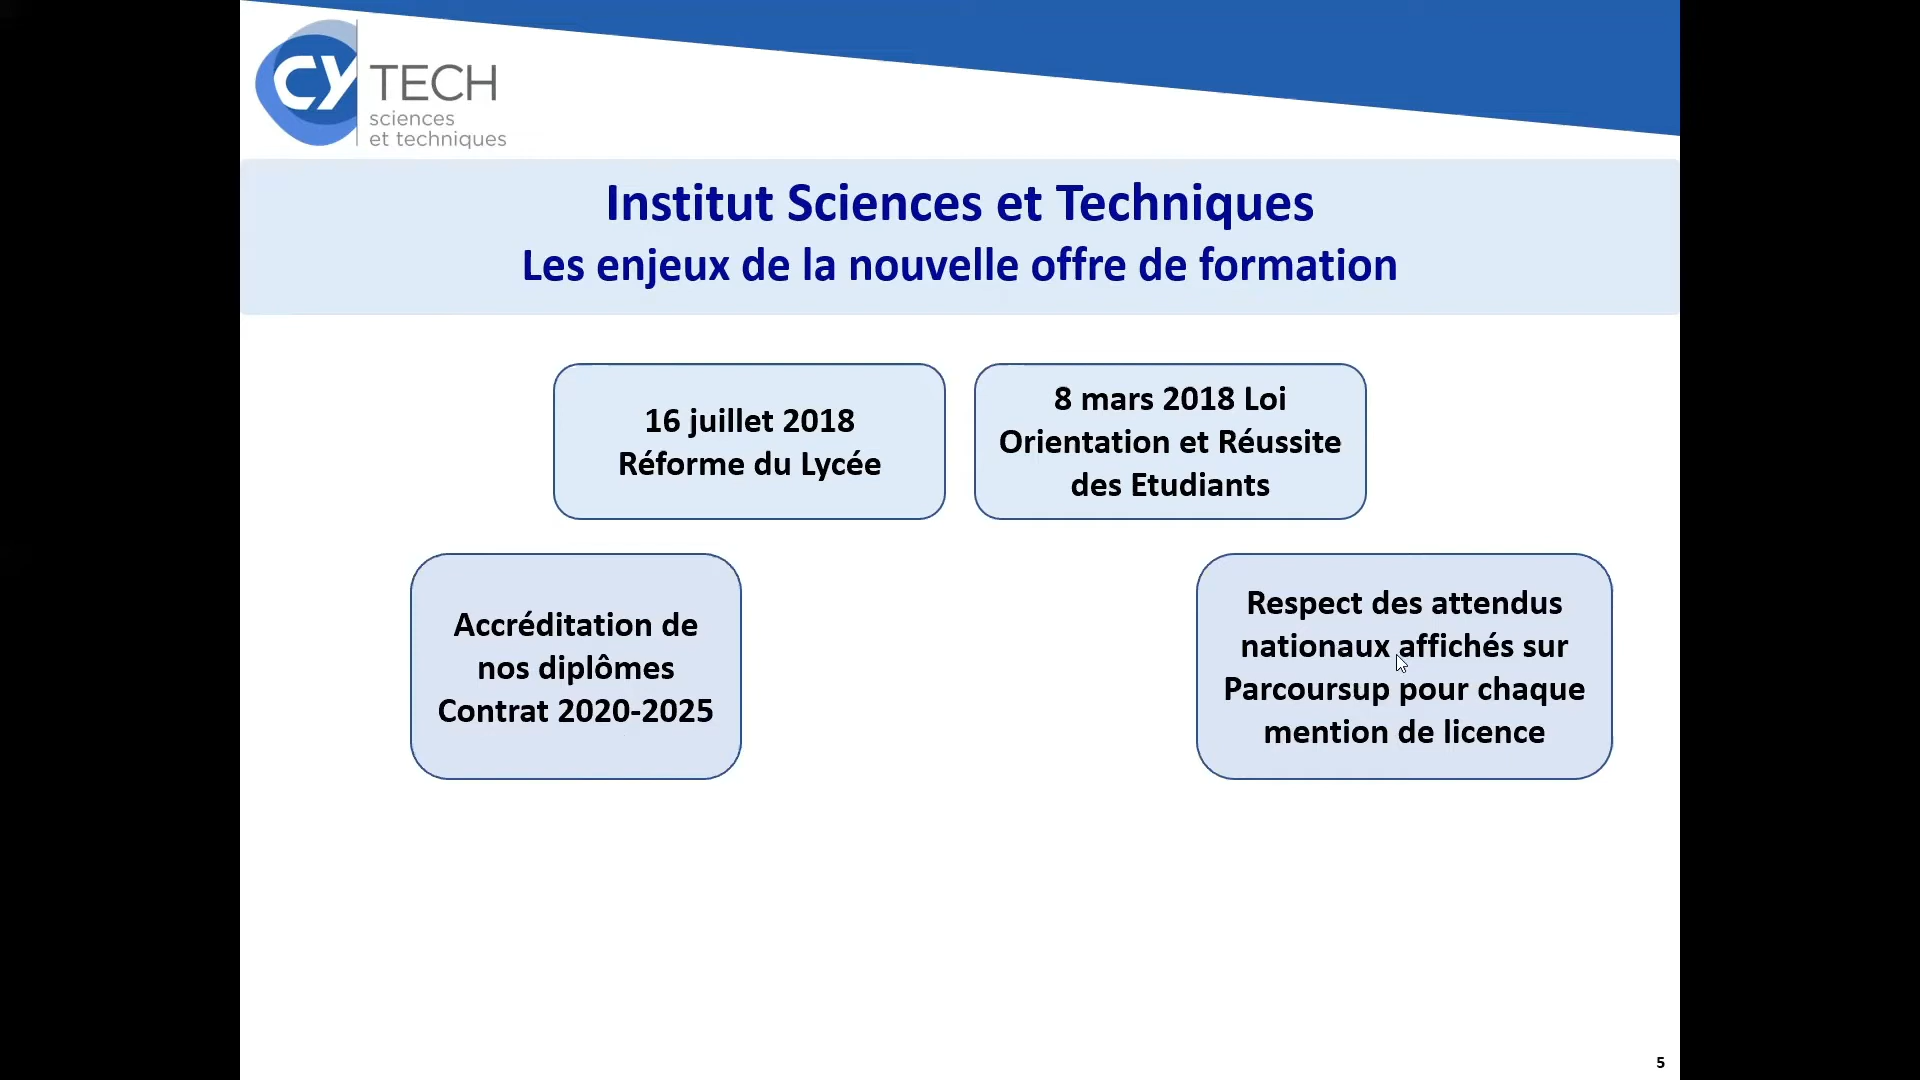 CY TECH
sciences
et techniques
Institut Sciences et Techniques
Les enjeux de la nouvelle offre de formation
16 juillet 2018
Réforme du Lycée
8 mars 2018 Loi
Orientation et Réussite
des Etudiants
Accréditation de
nos diplômes
Contrat 2020-2025
Respect des attendus
nationaux affichés sur
Parcoursup pour chaque
mention de licence
5